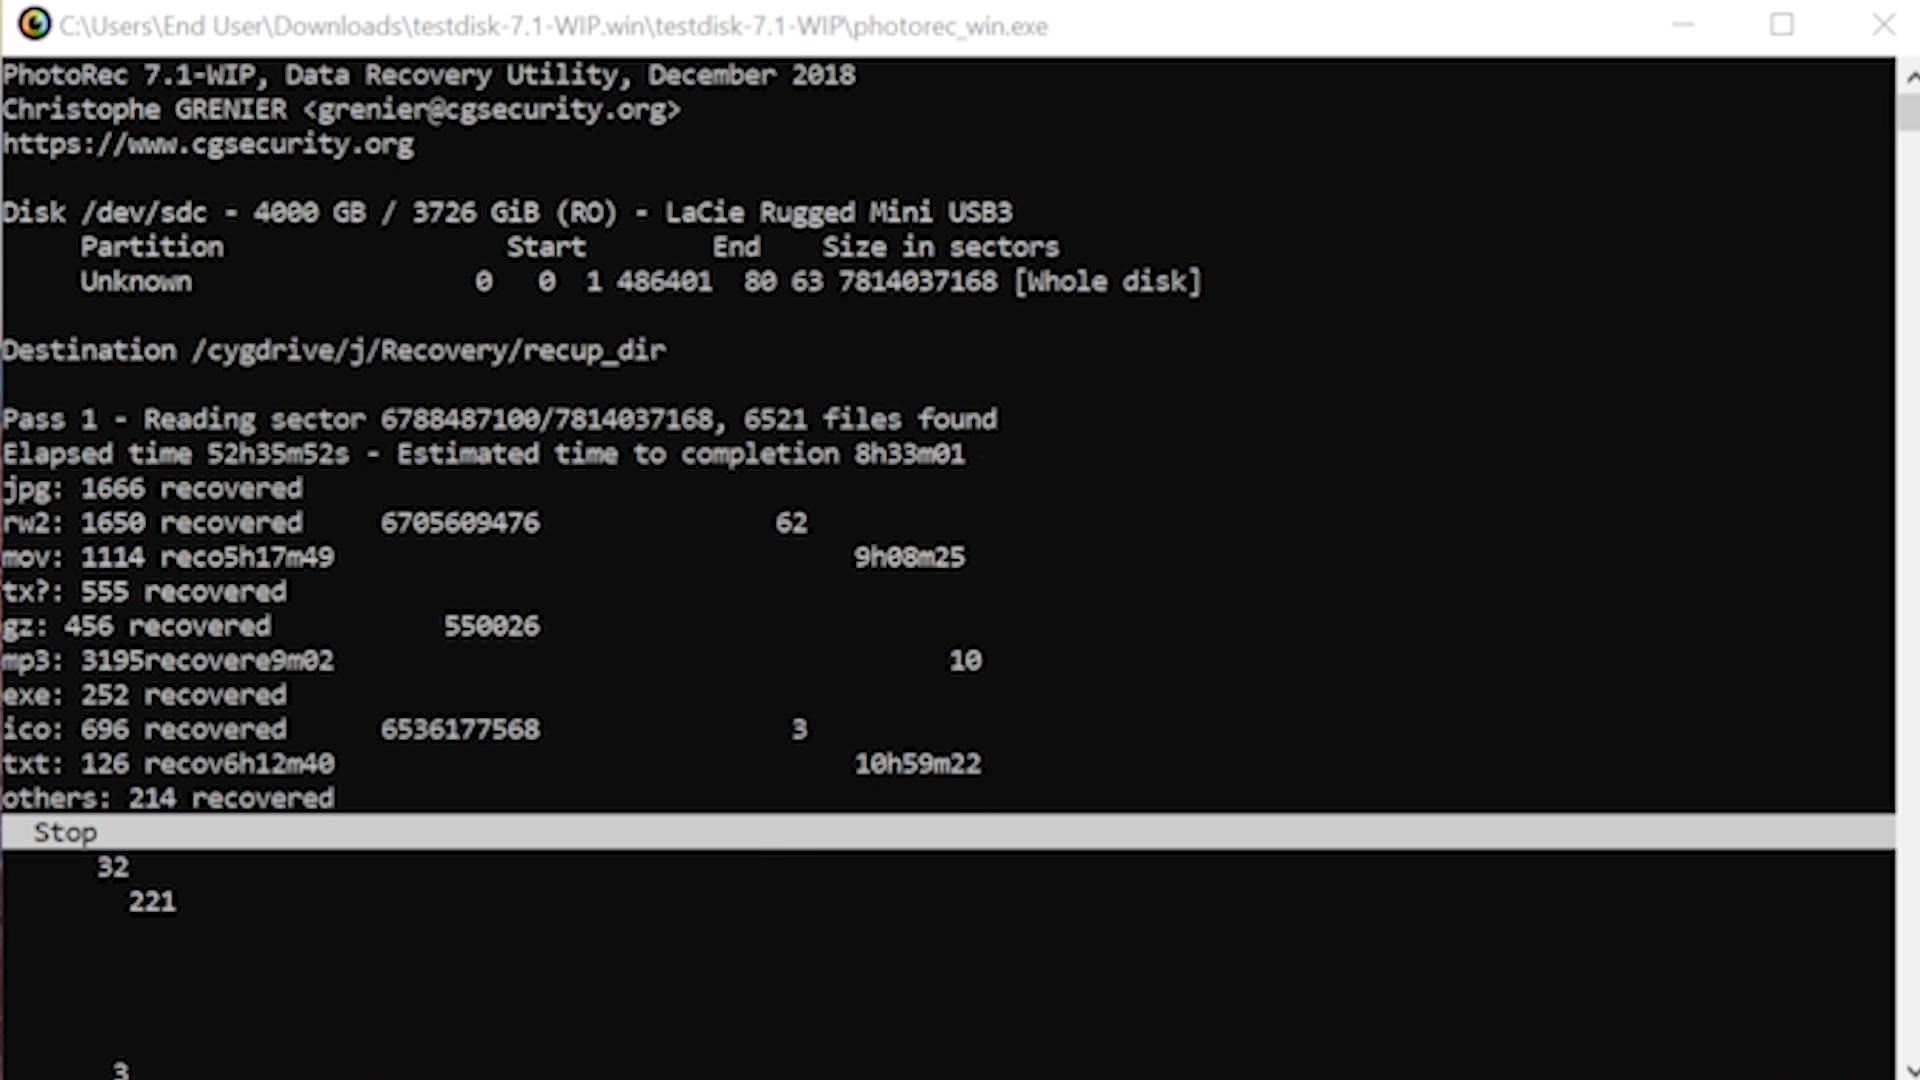 C:\Users\End User\Downloads\testdisk-7.1-WIP.win\testdisk-7.1-WIP\photorec_win.exe
PhotoRec 7.1-WIP, Data Recovery Utility, December 2018
Christophe GRENIER <grenier@cgsecurity.org>
https://www.cgsecurity.org
Disk /dev/sdc - 4000 GB / 3726 GiB (RO) - LaCie Rugged Mini USB3
Partition Start End Size in sectors
Unknown 0 0 1 486401 80 63 7814037168 [Whole disk]
Destination /cygdrive/j/Recovery/recup_dir
Pass 1 - Reading sector 6788487100/7814037168, 6521 files found
Elapsed time 52h35m52s - Estimated time to completion 8h33m01
jpg: 1666 recovered
rw2: 1650 recovered 6705609476 62
mov: 1114 reco5h17m49 9h08m25
tx?: 555 recovered
gz: 456 recovered 550026
mp3: 3195recovere9m02 10
exe: 252 recovered
ico: 696 recovered 6536177568 3
txt: 126 recov6h12m40 10h59m22
others: 214 recovered
Stop
32
221
3